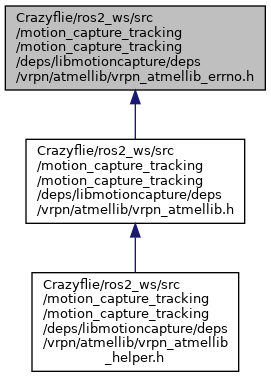 Crazyflie/ros2_ws/src
/motion_capture_tracking
/motion_capture_tracking
/deps/libmotioncapture/deps
/vrpn/atmellib/vrpn_atmellib_errno.h
Crazyflie/ros2_ws/src
/motion_capture_tracking
/motion_capture_tracking
/deps/libmotioncapture/deps
/vrpn/atmellib/vrpn_atmellib.h
Crazyflie/ros2_ws/src
/motion_capture_tracking
/motion_capture_tracking
/deps/libmotioncapture/deps
/vrpn/atmellib/vrpn_atmellib
_helper.h